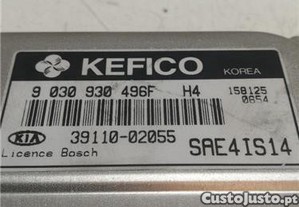 KEFICO
KOREA
9 030 930 496F H4
158125
0854
KIA
39110-02055
Licence Bosch
SAE4IS14
CustoJusto.pt